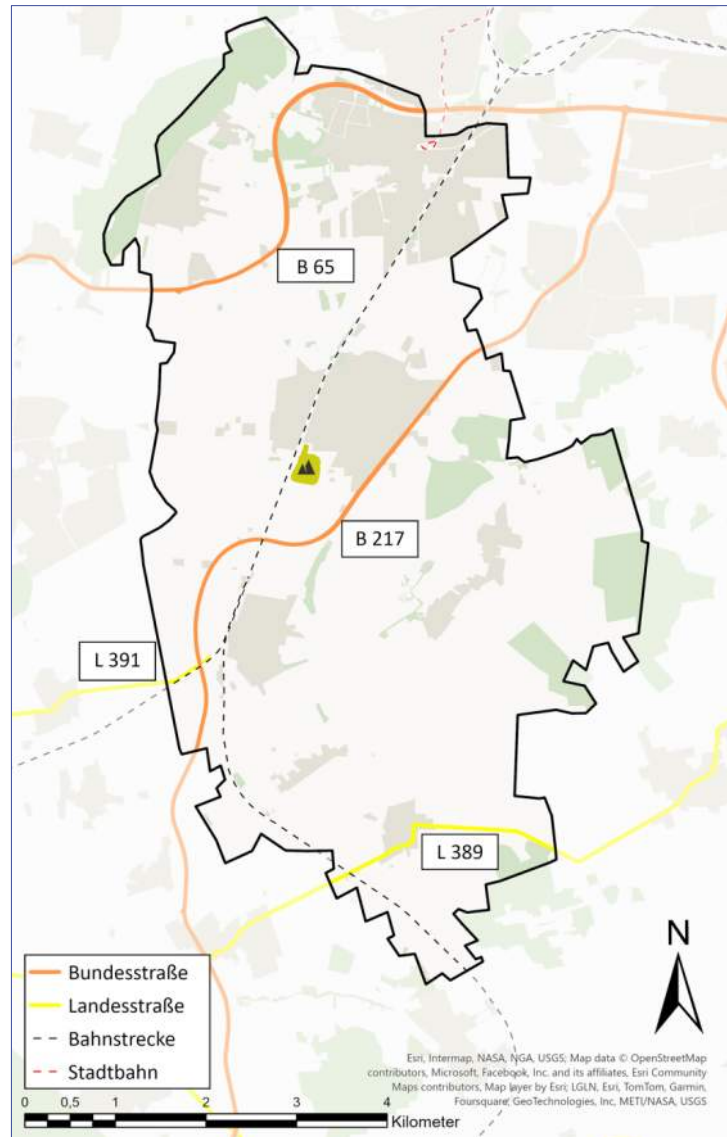 B 65
B 217
L 391
L 389
N
Bundesstraße
Landesstraße
Bahnstrecke
Stadtbahn
Esri, Intermap, NASA, NGA, USGS; Map data © OpenStreetMap
contributors, Microsoft, Facebook, Inc. and its affiliates, Esri Community
Maps contributors, Map layer by Esri; LGLN, Esri, TomTom, Garmin,
Foursquare, GeoTechnologies, Inc, METI/NASA, USGS
0 0,5 1 2 3 4
Kilometer